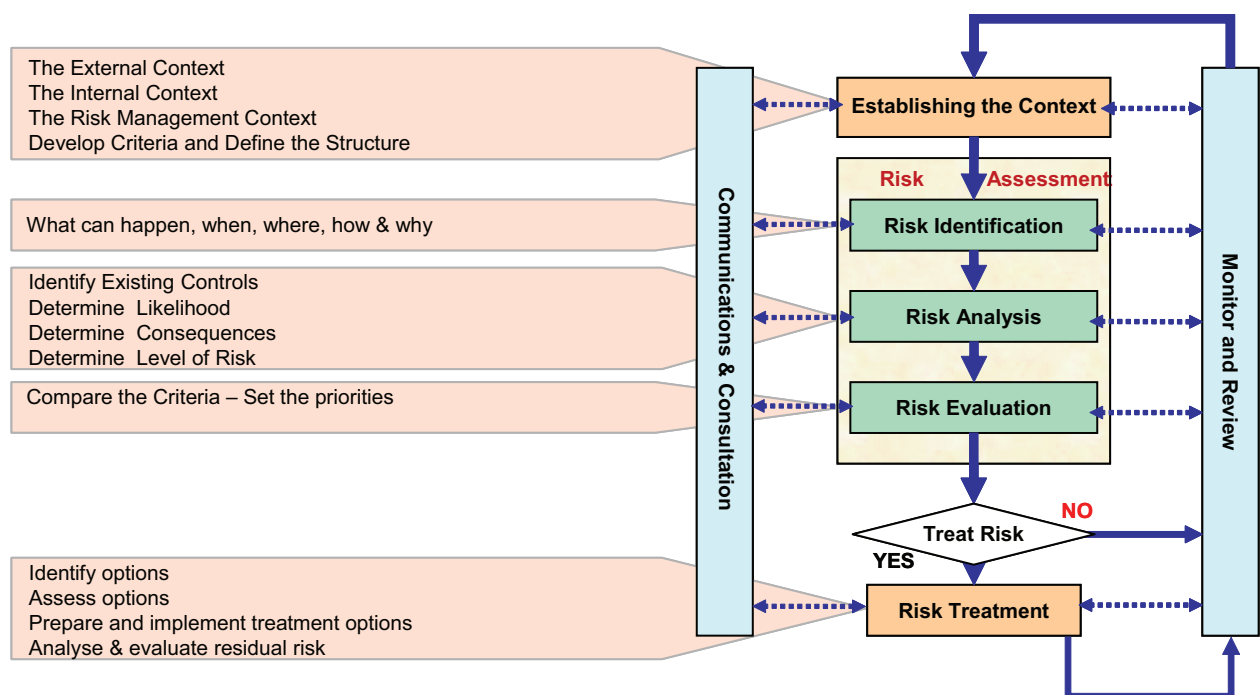 The External Context
The Internal Context
The Risk Management Context
Develop Criteria and Define the Structure
What can happen, when, where, how & why
Identify Existing Controls
Determine Likelihood
Determine Consequences
Determine Level of Risk
Compare the Criteria – Set the priorities
Identify options
Assess options
Prepare and implement treatment options
Analyse & evaluate residual risk
Communications & Consultation
Establishing the Context
Risk Assessment
Risk Identification
Risk Analysis
Risk Evaluation
NO
Treat Risk
YES
Risk Treatment
Monitor and Review